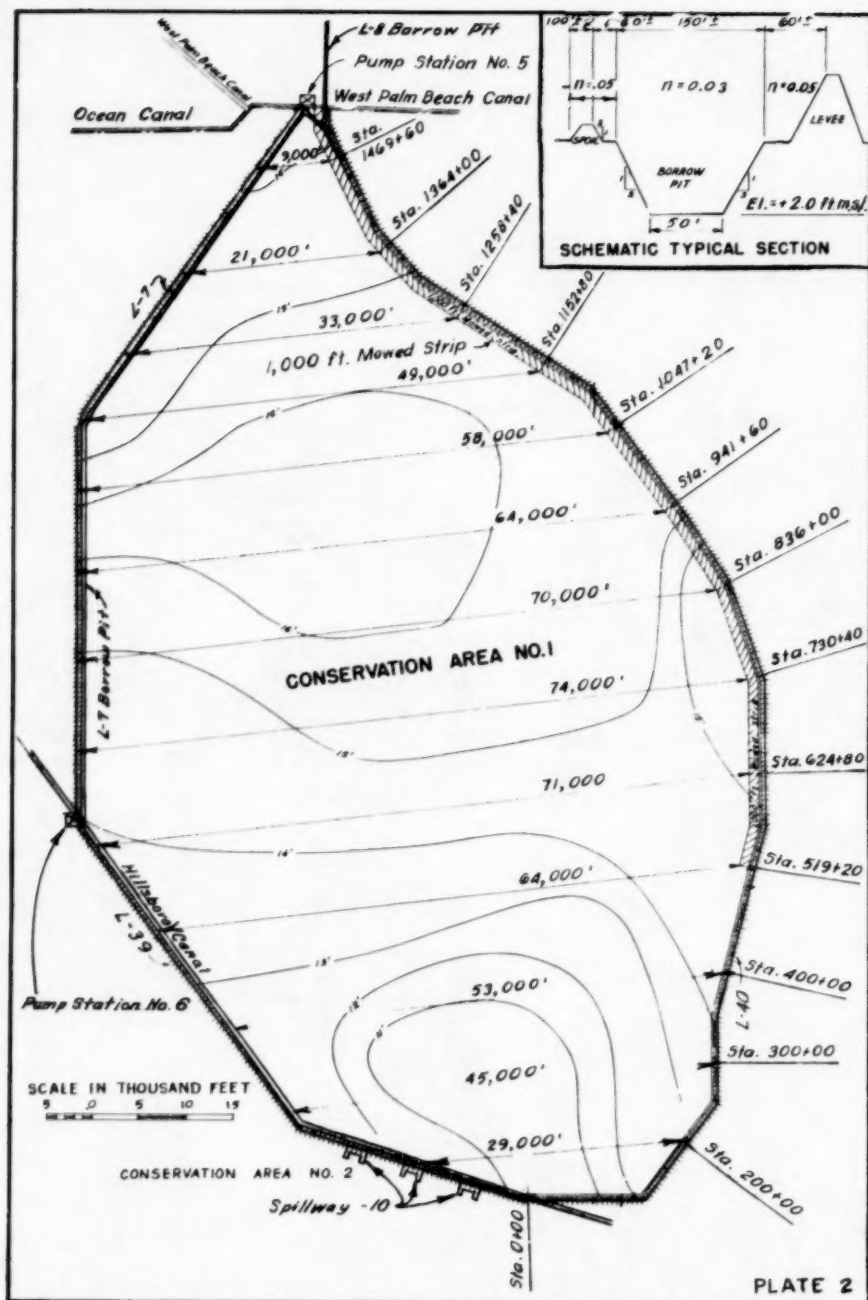 West Palm Beach Canal
L-8 Borrow Pit
Pump Station No. 5
West Palm Beach Canal
Ocean Canal
100'±
60'±
150'±
60'±
n=.05
n=0.03
n=0.05
SPOIL
LEVEE
BORROW
PIT
El.=+2.0 ft.m.s.l.
50'
SCHEMATIC TYPICAL SECTION
Sta.
1469+60
9,000'
Sta. 1364+00
21,000'
Sta. 1258+40
L-7
15'
33,000'
Sta. 1152+80
1,000 ft. Mowed Strip
49,000'
16'
Sta. 1047+20
58,000'
Sta. 941+60
64,000'
Sta. 836+00
L-7 Borrow Pit
70,000'
CONSERVATION AREA NO.1
Sta. 730+40
74,000'
15'
15'
Sta. 624+80
71,000
14'
Sta. 519+20
64,000'
Hillsboro Canal
L-39
13'
Sta. 400+00
L-40
12'
53,000'
Pump Station No. 6
Sta. 300+00
45,000'
SCALE IN THOUSAND FEET
5 0 5 10 15
29,000'
CONSERVATION AREA NO. 2
Spillway -10
Sta. 200+00
Sta. 0+00
PLATE 2